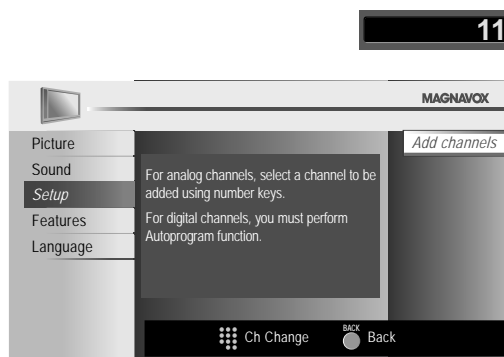 11
MAGNAVOX
Picture
Sound
Setup
Features
Language
Add channels
For analog channels, select a channel to be
added using number keys.
For digital channels, you must perform
Autoprogram function.
Ch Change
BACK
Back